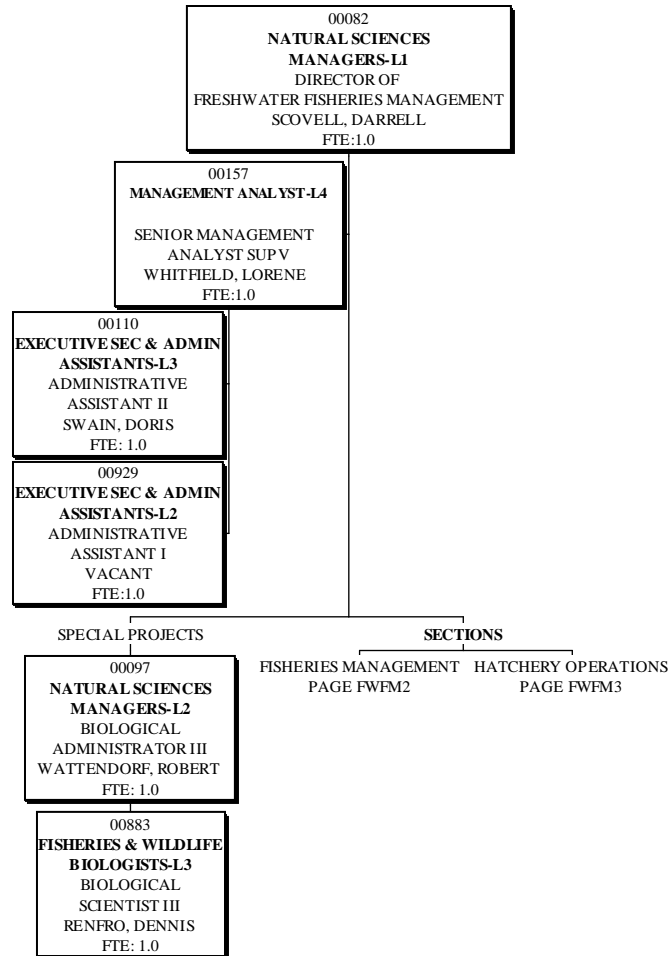 00082
NATURAL SCIENCES
MANAGERS-L1
DIRECTOR OF
FRESHWATER FISHERIES MANAGEMENT
SCOVELL, DARRELL
FTE:1.0
00157
MANAGEMENT ANALYST-L4
SENIOR MANAGEMENT
ANALYST SUPV
WHITFIELD, LORENE
FTE:1.0
00110
EXECUTIVE SEC & ADMIN
ASSISTANTS-L3
ADMINISTRATIVE
ASSISTANT II
SWAIN, DORIS
FTE: 1.0
00929
EXECUTIVE SEC & ADMIN
ASSISTANTS-L2
ADMINISTRATIVE
ASSISTANT I
VACANT
FTE:1.0
SPECIAL PROJECTS
00097
NATURAL SCIENCES
MANAGERS-L2
BIOLOGICAL
ADMINISTRATOR III
WATTENDORF, ROBERT
FTE: 1.0
00883
FISHERIES & WILDLIFE
BIOLOGISTS-L3
BIOLOGICAL
SCIENTIST III
RENFRO, DENNIS
FTE: 1.0
SECTIONS
FISHERIES MANAGEMENT
PAGE FWFM2
HATCHERY OPERATIONS
PAGE FWFM3